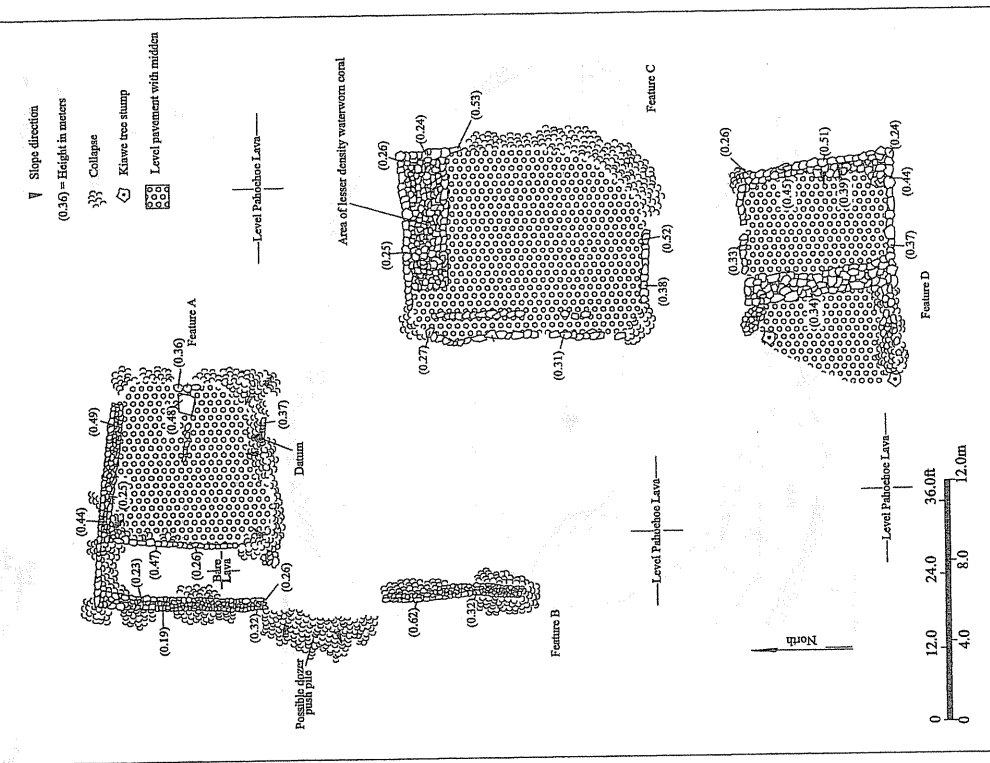 Slope direction
(0.36) = Height in meters
Collapse
Kiawe tree stump
Level pavement with midden
Level Pahoehoe Lava
Area of lesser density waterworn coral
(0.26)
(0.24)
(0.53)
(0.25)
(0.27)
(0.31)
(0.38)
(0.52)
Feature C
(0.44)
(0.49)
(0.25)
(0.23)
(0.47)
(0.19)
(0.26)
Bare
Lava
(0.26)
(0.32)
(0.48)
(0.36)
Feature A
(0.37)
Datum
Possible dozer
push pile
(0.62)
(0.32)
Feature B
Level Pahoehoe Lava
(0.26)
(0.33)
(0.45)
(0.51)
(0.39)
(0.34)
(0.24)
(0.44)
(0.37)
Feature D
Level Pahoehoe Lava
North
0 12.0 24.0 36.0ft
0 4.0 8.0 12.0m